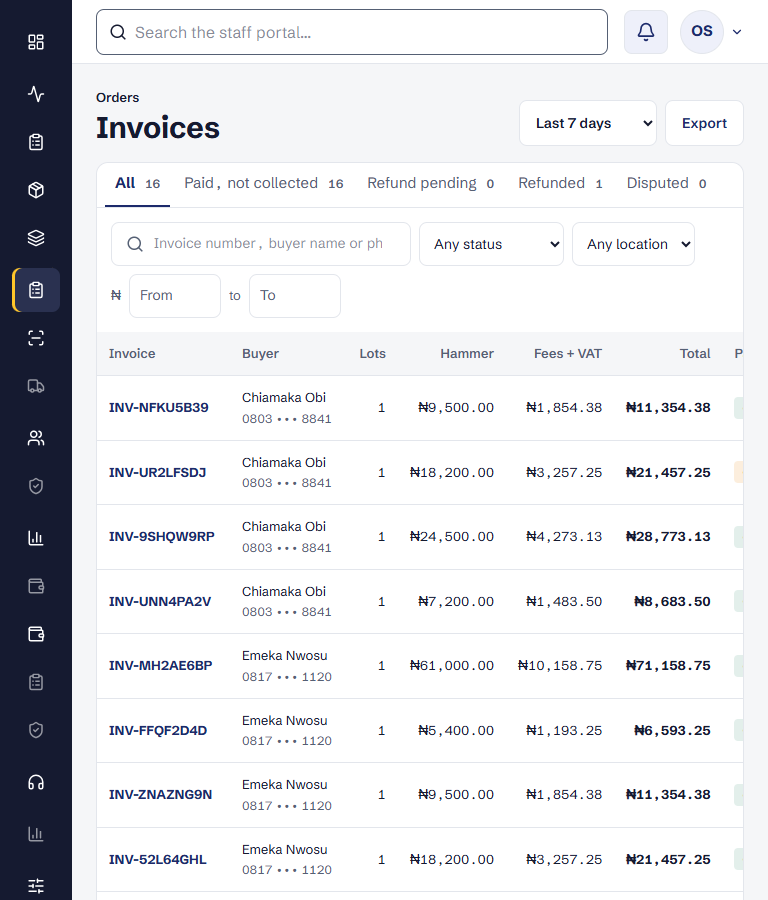 Search the staff portal...
OS
Orders
Invoices
Last 7 days
Export
All 16
Paid, not collected 16
Refund pending 0
Refunded 1
Disputed 0
Invoice number, buyer name or ph
Any status
Any location
₦ From to To
Invoice Buyer Lots Hammer Fees + VAT Total P
INV-NFKU5B39 Chiamaka Obi 1 ₦9,500.00 ₦1,854.38 ₦11,354.38
0803 ••• 8841
INV-UR2LFSDJ Chiamaka Obi 1 ₦18,200.00 ₦3,257.25 ₦21,457.25
0803 ••• 8841
INV-9SHQW9RP Chiamaka Obi 1 ₦24,500.00 ₦4,273.13 ₦28,773.13
0803 ••• 8841
INV-UNN4PA2V Chiamaka Obi 1 ₦7,200.00 ₦1,483.50 ₦8,683.50
0803 ••• 8841
INV-MH2AE6BP Emeka Nwosu 1 ₦61,000.00 ₦10,158.75 ₦71,158.75
0817 ••• 1120
INV-FFQF2D4D Emeka Nwosu 1 ₦5,400.00 ₦1,193.25 ₦6,593.25
0817 ••• 1120
INV-ZNAZNG9N Emeka Nwosu 1 ₦9,500.00 ₦1,854.38 ₦11,354.38
0817 ••• 1120
INV-52L64GHL Emeka Nwosu 1 ₦18,200.00 ₦3,257.25 ₦21,457.25
0817 ••• 1120